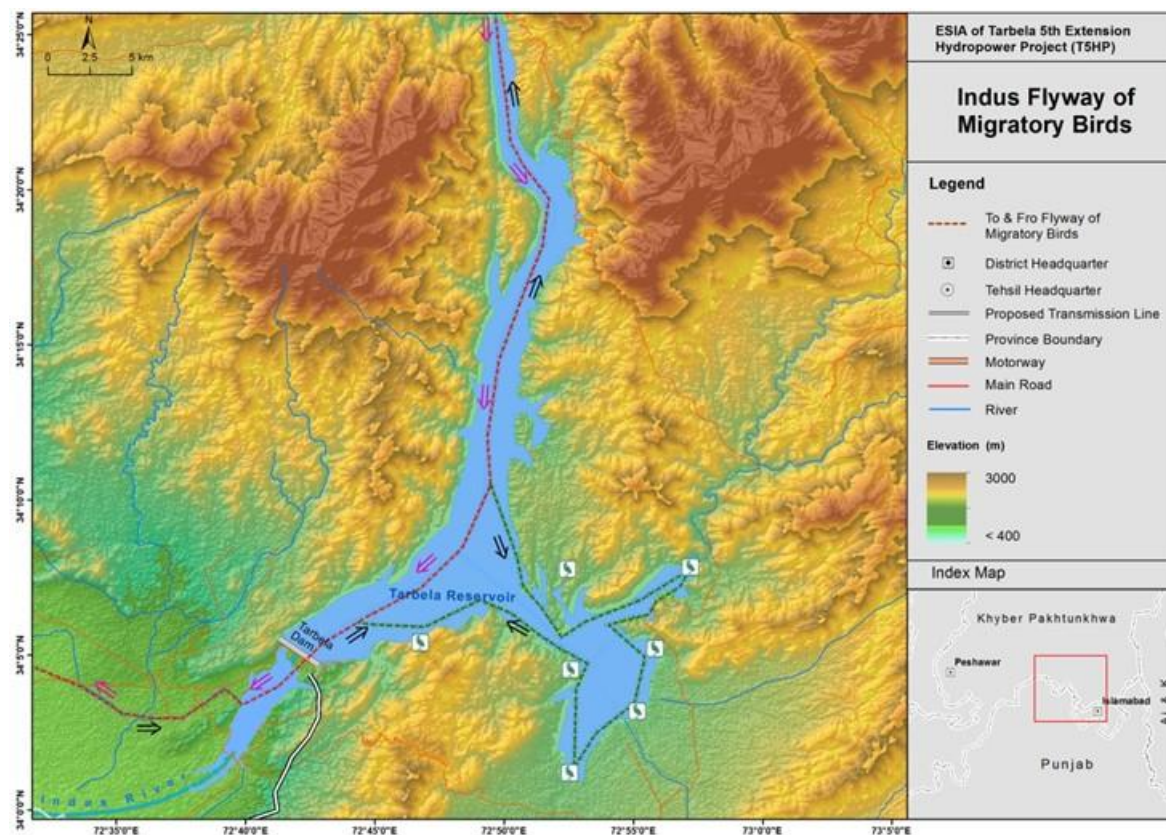 ESIA of Tarbela 5th Extension
Hydropower Project (T5HP)
Indus Flyway of
Migratory Birds
Legend
To & Fro Flyway of
Migratory Birds
District Headquarter
Tehsil Headquarter
Proposed Transmission Line
Province Boundary
Motorway
Main Road
River
Elevation (m)
3000
< 400
Index Map
Khyber Pakhtunkhwa
Peshawar
Islamabad
Punjab
N
0 2.5 5 km
34°25'0"N
34°20'0"N
34°15'0"N
34°10'0"N
34°5'0"N
34°0'0"N
Tarbela Reservoir
Tarbela
Dam
Index River
72°35'0"E
72°40'0"E
72°45'0"E
72°50'0"E
72°55'0"E
73°0'0"E
73°5'0"E